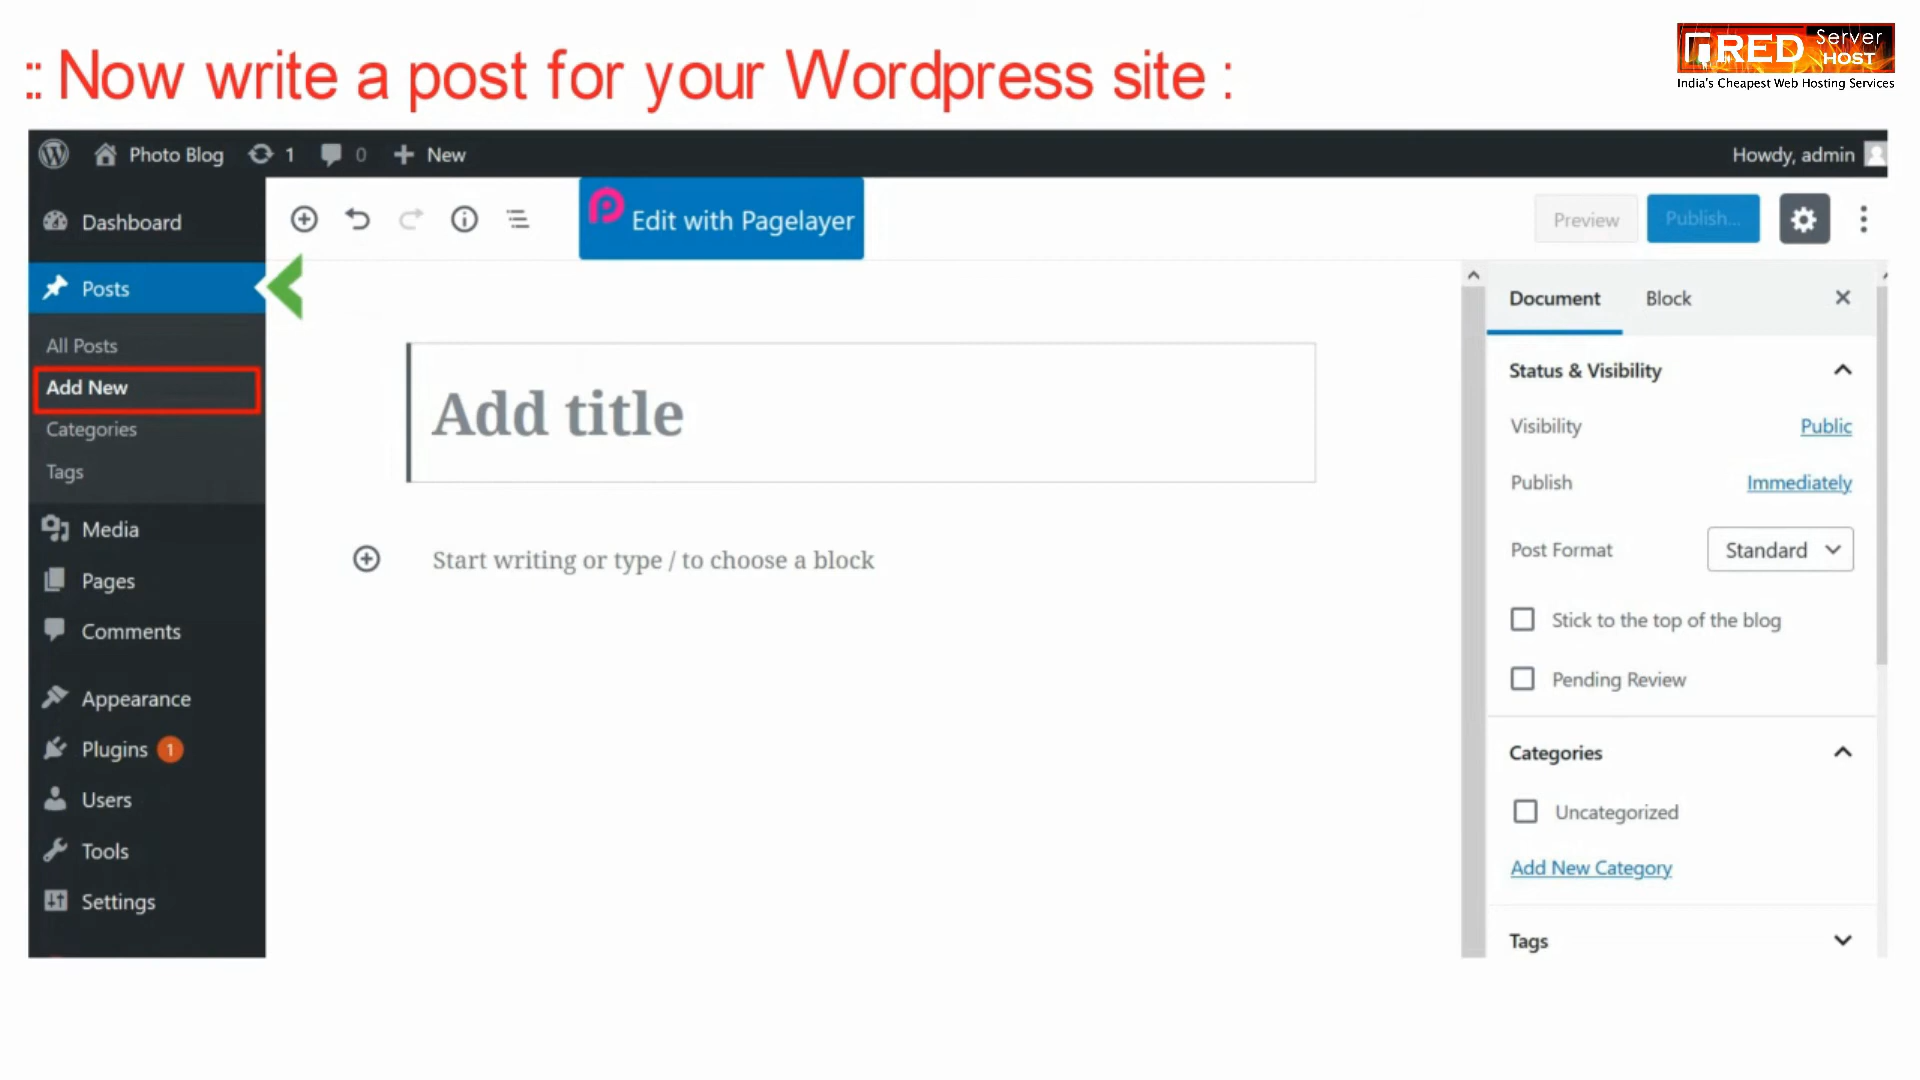 :: Now write a post for your Wordpress site :
RED Server HOST
India's Cheapest Web Hosting Services
Photo Blog 1 0 New Howdy, admin
Dashboard
Edit with Pagelayer
Preview Publish...
Posts
All Posts
Add New
Categories
Tags
Media
Pages
Comments
Appearance
Plugins 1
Users
Tools
Settings
Add title
Start writing or type / to choose a block
Document Block
Status & Visibility
Visibility Public
Publish Immediately
Post Format Standard
Stick to the top of the blog
Pending Review
Categories
Uncategorized
Add New Category
Tags